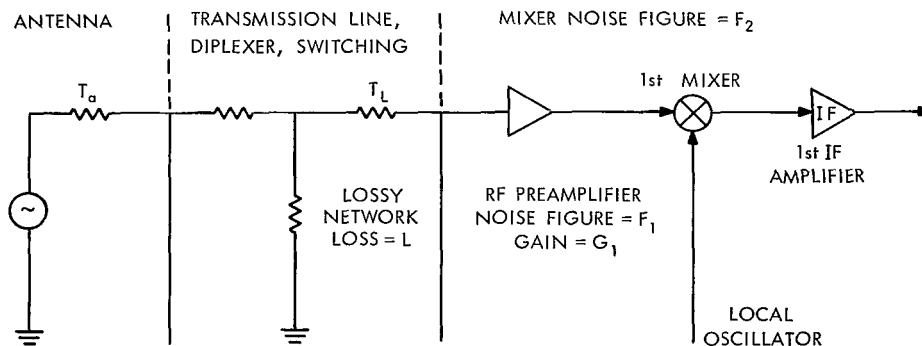 ANTENNA
TRANSMISSION LINE,
DIPLEXER, SWITCHING
MIXER NOISE FIGURE = F2
Ta
TL
1st MIXER
~
IF
1st IF
AMPLIFIER
LOSSY
NETWORK
LOSS = L
RF PREAMPLIFIER
NOISE FIGURE = F1
GAIN = G1
LOCAL
OSCILLATOR